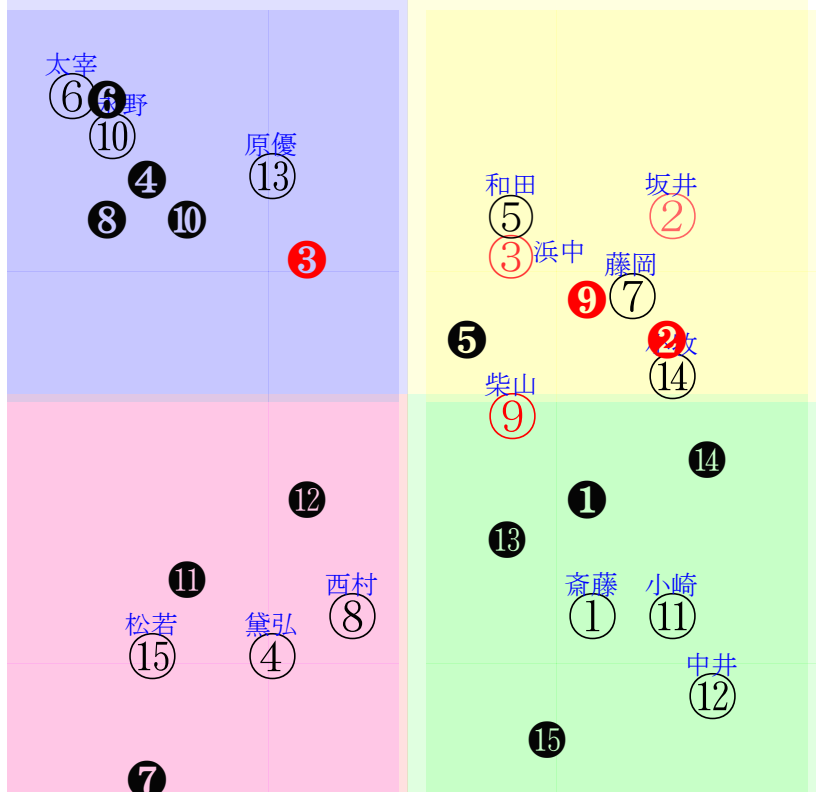 太宰
⑥
❻
⑩
原優
⑬
❹
❽
❿
❸
和田
⑤
坂井
②
③
浜中
藤岡
⑦
❾
❺
❷
⑭
柴山
⑨
⓮
⓬
❶
⓭
⓫
西村
⑧
斎藤
①
小崎
⑪
松若
⑮
黛弘
④
中井
⑫
⓯
❼